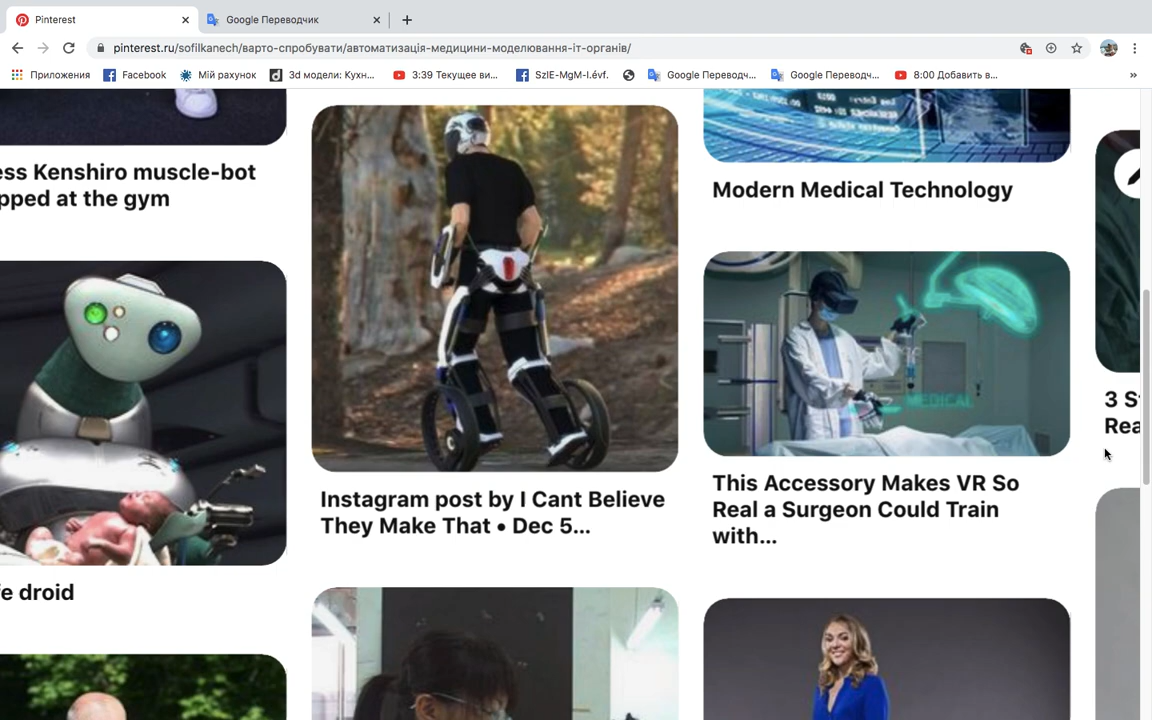 Pinterest
Google Переводчик
pinterest.ru/sofilkanech/варто-спробувати/автоматизація-медицини-моделювання-іт-органів/
Приложения
Facebook
Мій рахунок
3d модели: Кухн...
3:39 Текущее ви...
SzIE-MgM-I.évf.
Google Переводч...
Google Переводч...
8:00 Добавить в...
ess Kenshiro muscle-bot
pped at the gym
droid
Instagram post by I Cant Believe
They Make That • Dec 5...
Modern Medical Technology
MEDICAL
This Accessory Makes VR So
Real a Surgeon Could Train
with...
3 S
Rea